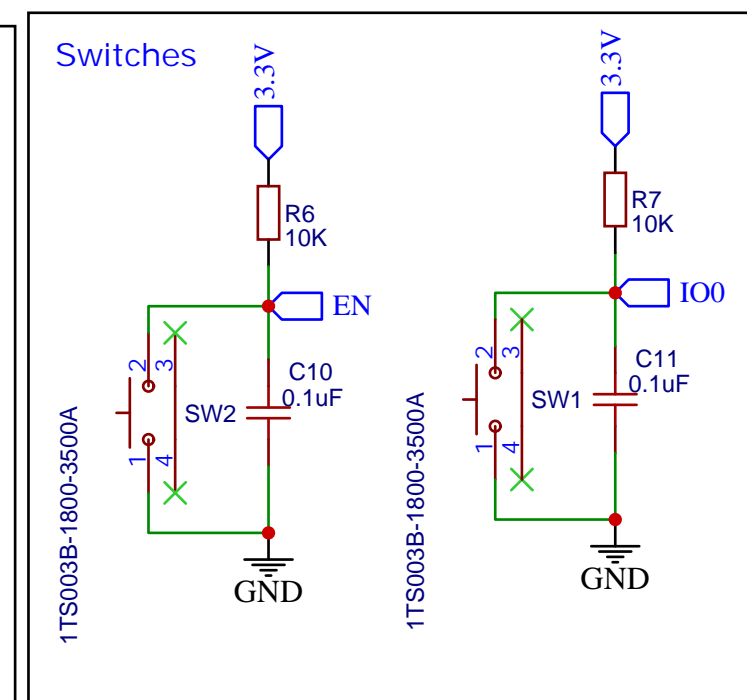 Switches
3.3V
R6
10K
EN
2
3
C10
0.1uF
SW2
1
4
1TS003B-1800-3500A
GND
3.3V
R7
10K
IO0
2
3
C11
0.1uF
SW1
1
4
1TS003B-1800-3500A
GND